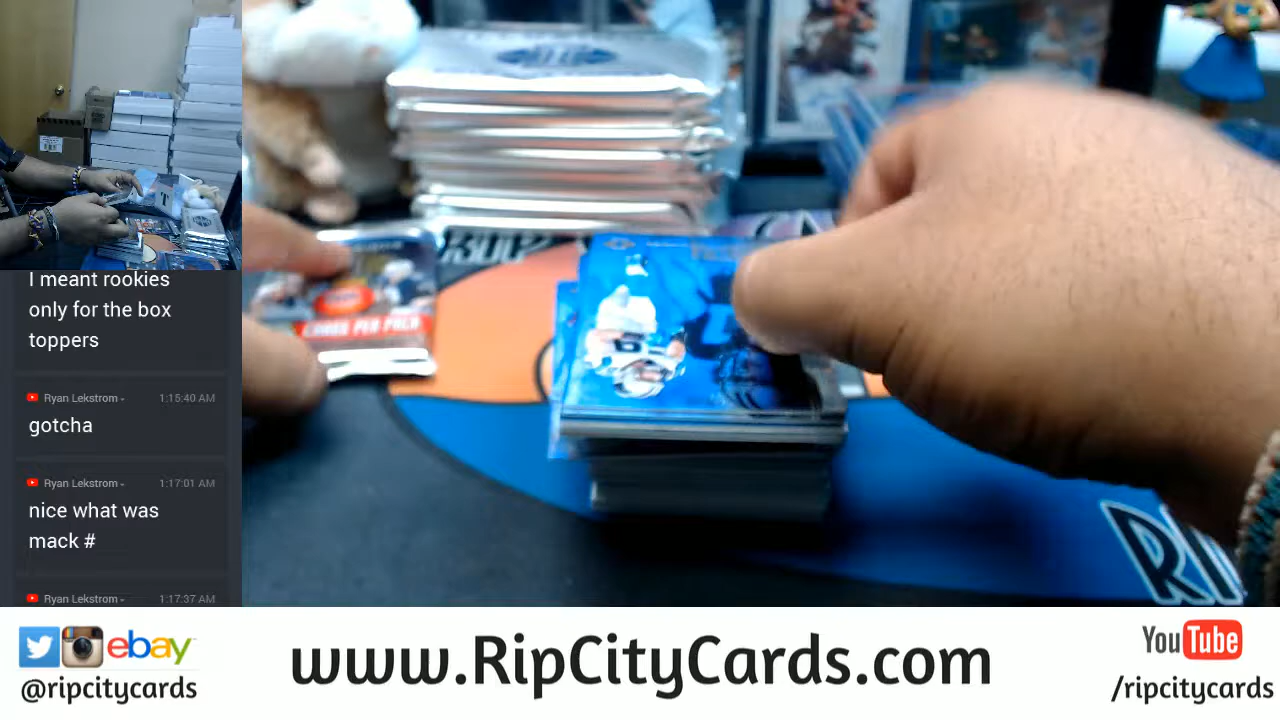 I meant rookies
only for the box
toppers
Ryan Lekstrom
1:15:40 AM
gotcha
Ryan Lekstrom
1:17:01 AM
nice what was
mack #
Ryan Lekstrom
1:17:37 AM
CARDS PER PACK
ebay
@ripcitycards
www.RipCityCards.com
YouTube
/ripcitycards